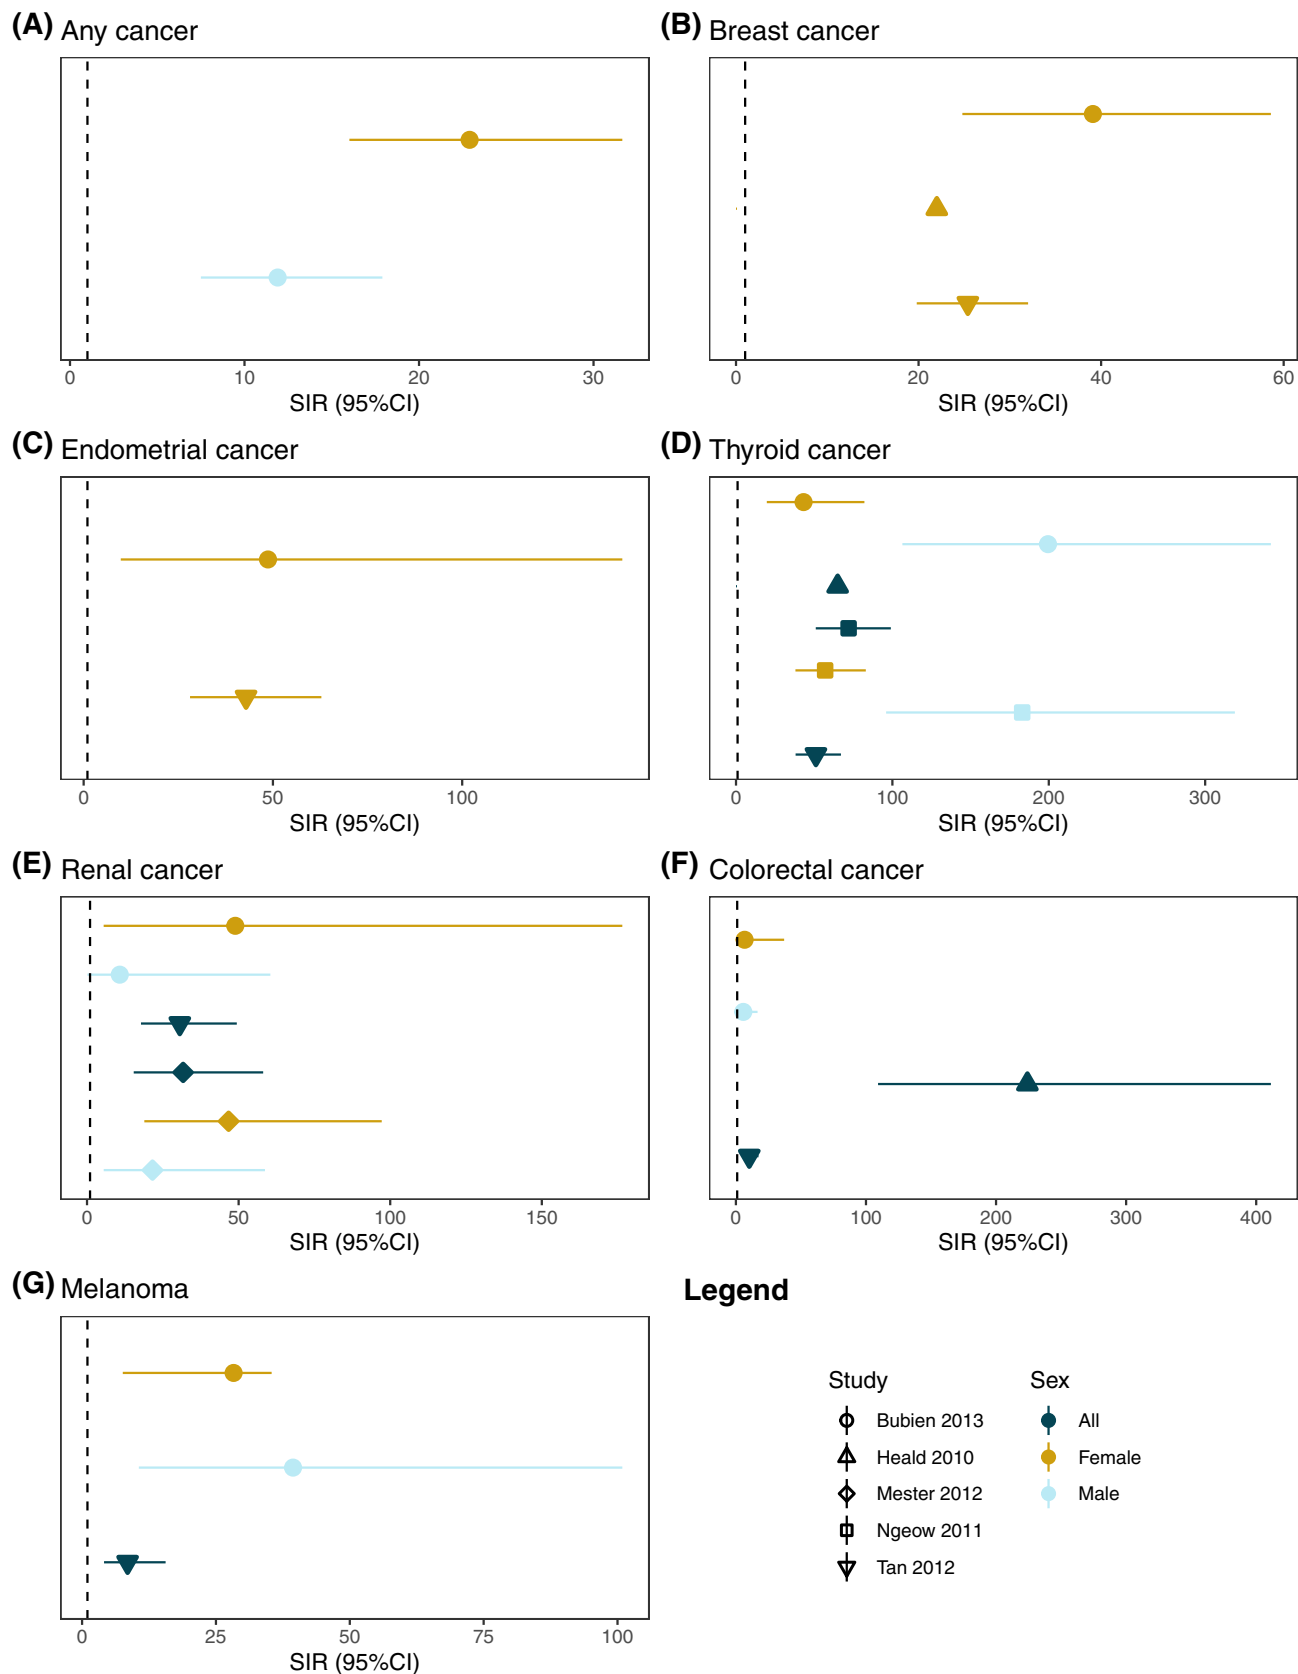 (A) Any cancer
0 10 20 30
SIR (95%CI)
(B) Breast cancer
0 20 40 60
SIR (95%CI)
(C) Endometrial cancer
0 50 100
SIR (95%CI)
(D) Thyroid cancer
0 100 200 300
SIR (95%CI)
(E) Renal cancer
0 50 100 150
SIR (95%CI)
(F) Colorectal cancer
0 100 200 300 400
SIR (95%CI)
(G) Melanoma
0 25 50 75 100
SIR (95%CI)
Legend
Study
Bubien 2013
Heald 2010
Mester 2012
Ngeow 2011
Tan 2012
Sex
All
Female
Male